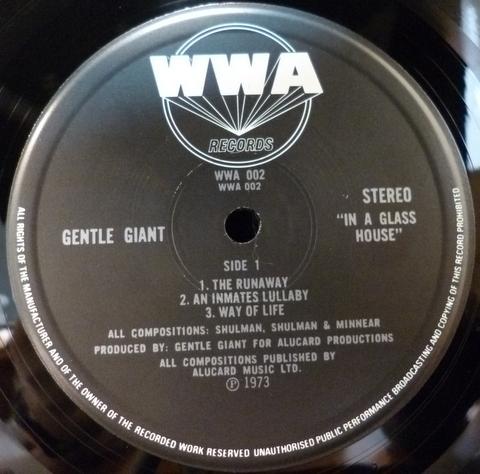 WWA
RECORDS
WWA 002
WWA 002
STEREO
GENTLE GIANT
"IN A GLASS
HOUSE"
SIDE 1
1. THE RUNAWAY
2. AN INMATES LULLABY
3. WAY OF LIFE
ALL COMPOSITIONS: SHULMAN, SHULMAN & MINNEAR
PRODUCED BY: GENTLE GIANT FOR ALUCARD PRODUCTIONS
ALL COMPOSITIONS PUBLISHED BY
ALUCARD MUSIC LTD.
℗ 1973
ALL RIGHTS OF THE MANUFACTURER AND OF THE OWNER OF THE RECORDED WORK RESERVED UNAUTHORISED PUBLIC PERFORMANCE BROADCASTING AND COPYING OF THIS RECORD PROHIBITED